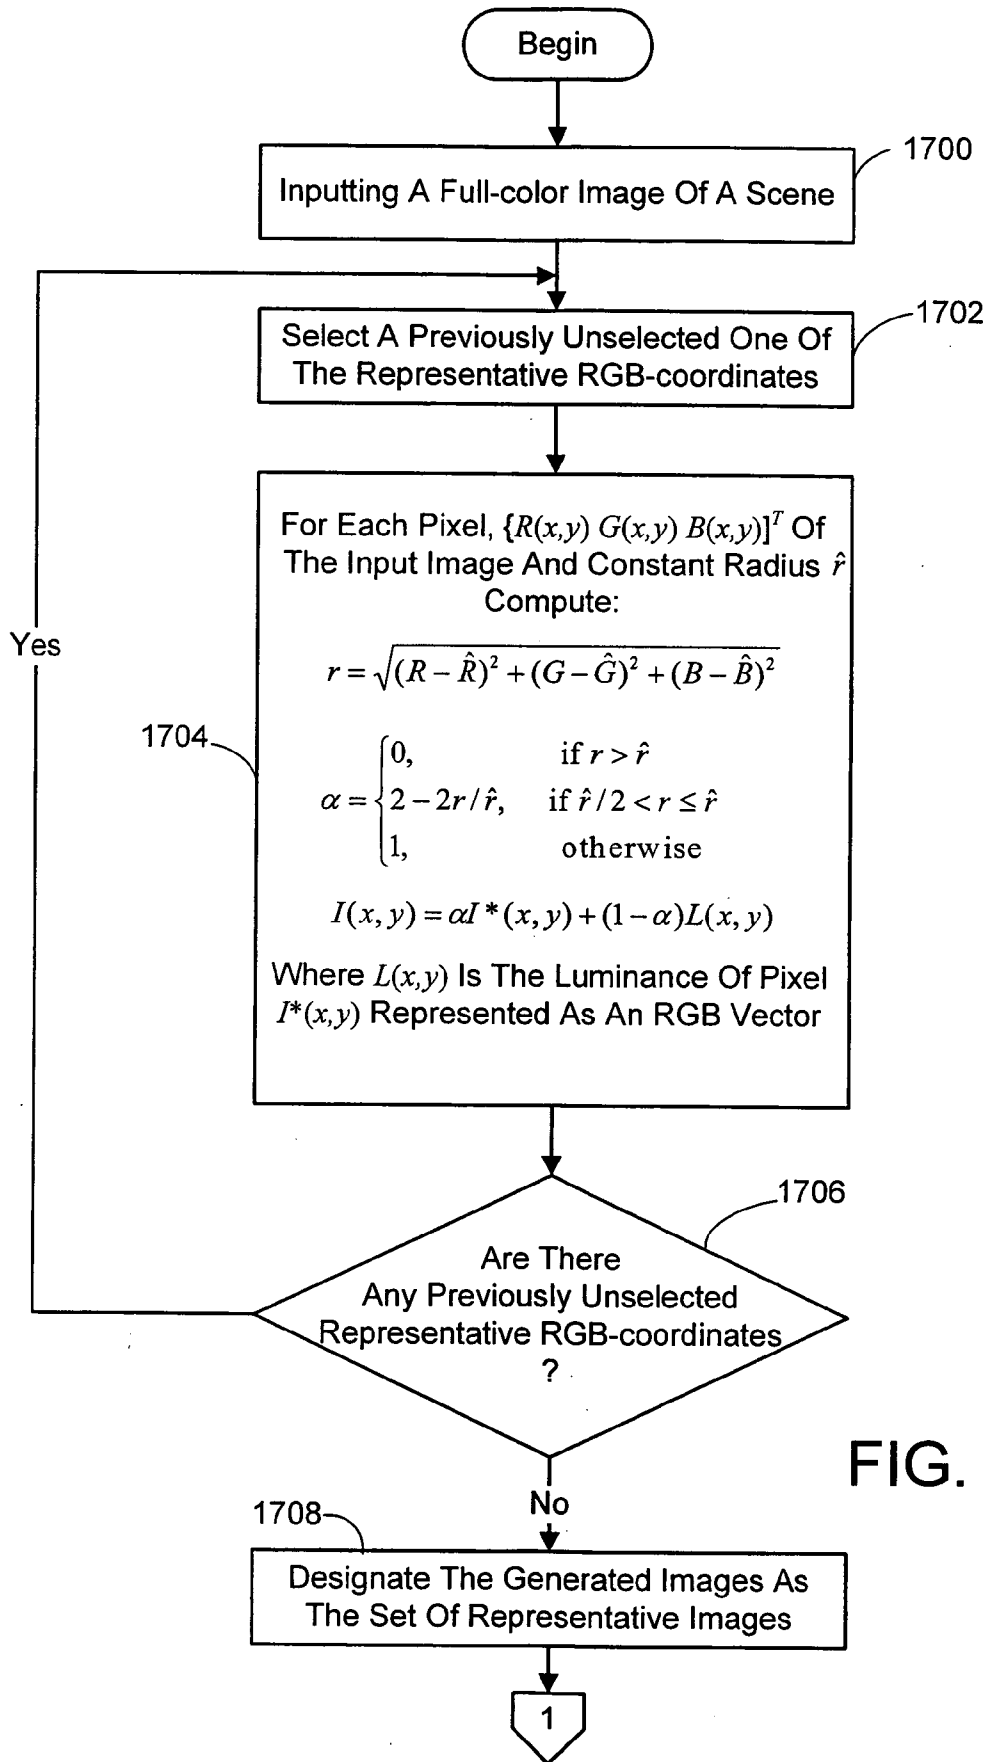 Begin
1700
Inputting A Full-color Image Of A Scene
1702
Select A Previously Unselected One Of
The Representative RGB-coordinates
For Each Pixel, {R(x,y) G(x,y) B(x,y)]^T Of
The Input Image And Constant Radius r̂
Compute:
r = √((R − R̂)² + (G − Ĝ)² + (B − B̂)²)
Yes
1704
α = { 0, if r > r̂
2 − 2r / r̂, if r̂ / 2 < r ≤ r̂
1, otherwise
I(x, y) = αI *(x, y) + (1 − α)L(x, y)
Where L(x,y) Is The Luminance Of Pixel
I*(x,y) Represented As An RGB Vector
1706
Are There
Any Previously Unselected
Representative RGB-coordinates
?
FIG.
No
1708
Designate The Generated Images As
The Set Of Representative Images
1